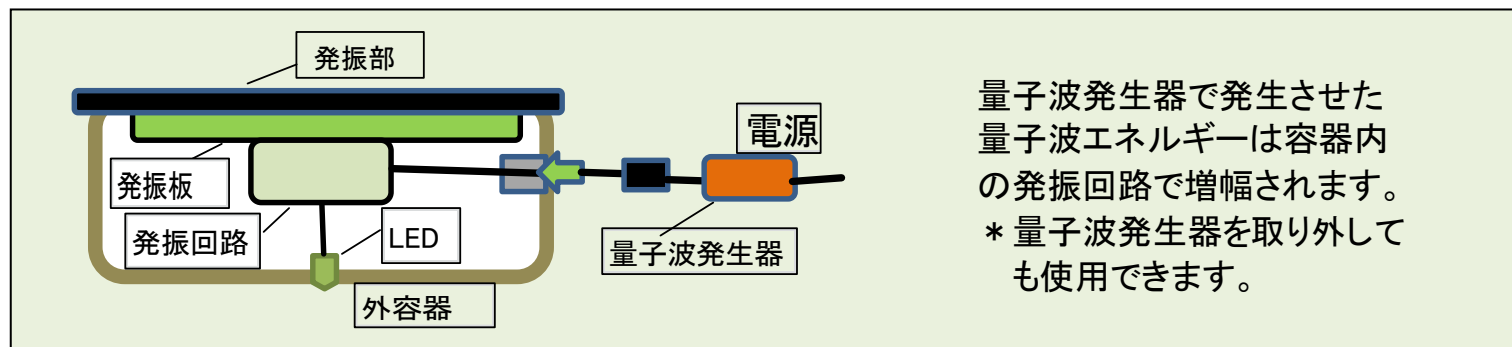 発振部
電源
発振板
発振回路
LED
量子波発生器
外容器
量子波発生器で発生させた
量子波エネルギーは容器内
の発振回路で増幅されます。
＊量子波発生器を取り外して
も使用できます。